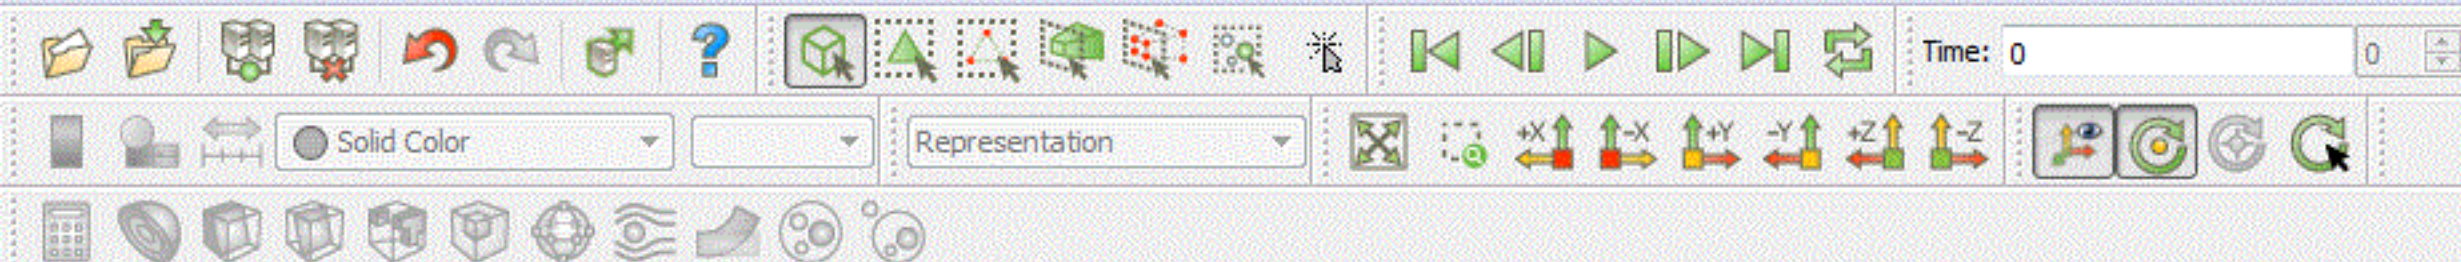 ?
Time: 0 0
Solid Color Representation +X -X +Y -Y +Z -Z